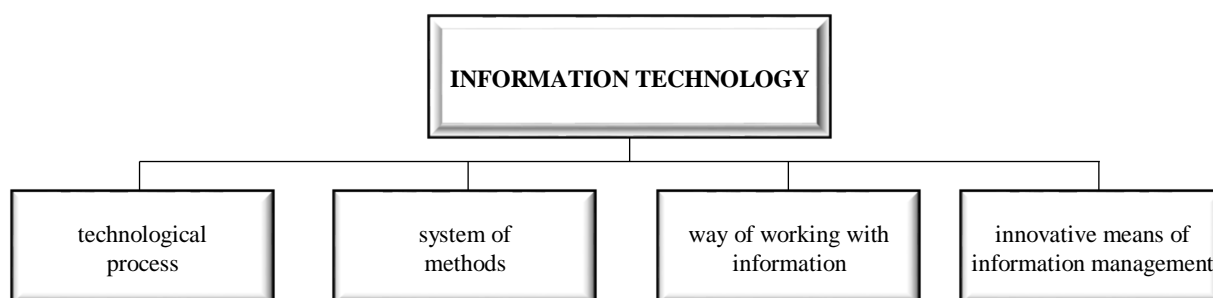 INFORMATION TECHNOLOGY
technological
process
system of
methods
way of working with
information
innovative means of
information management